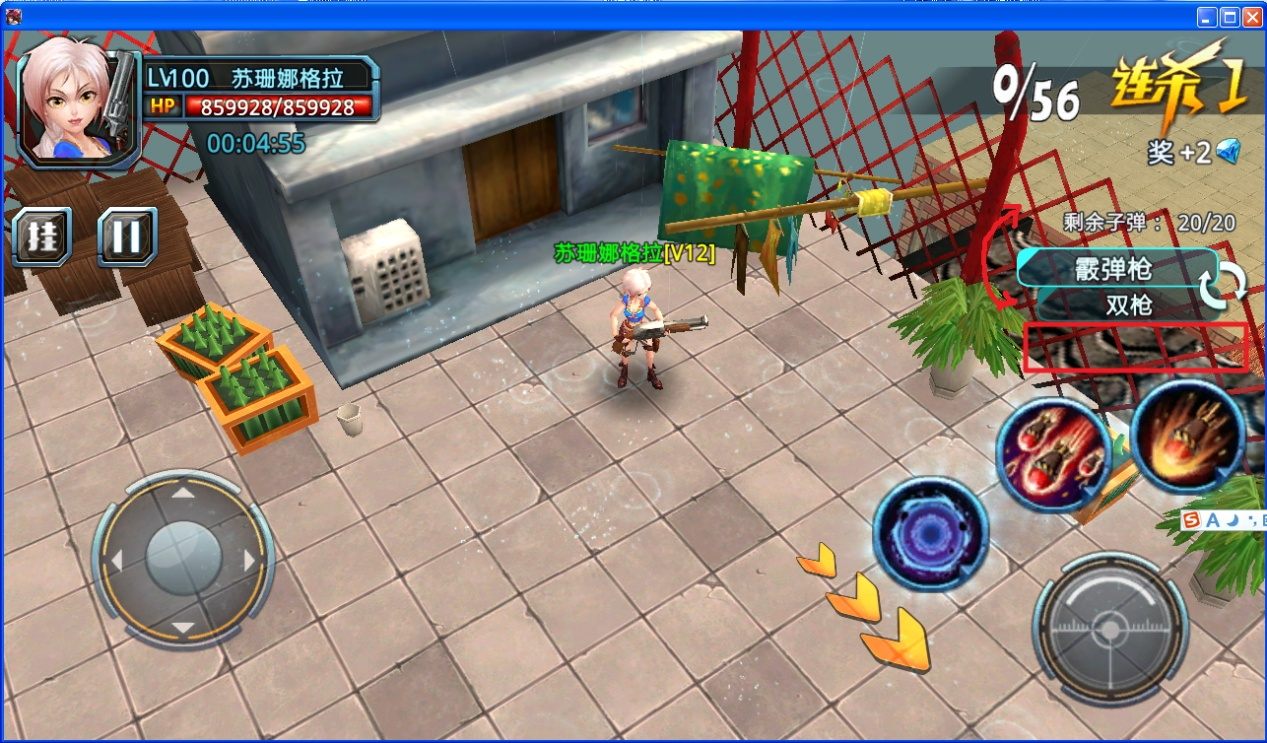 LV100 苏珊娜格拉
HP 859928/859928
00:04:55
0/56 连杀 1
奖+2
挂
剩余子弹： 20/20
霰弹枪
双枪
苏珊娜格拉[V12]
S A